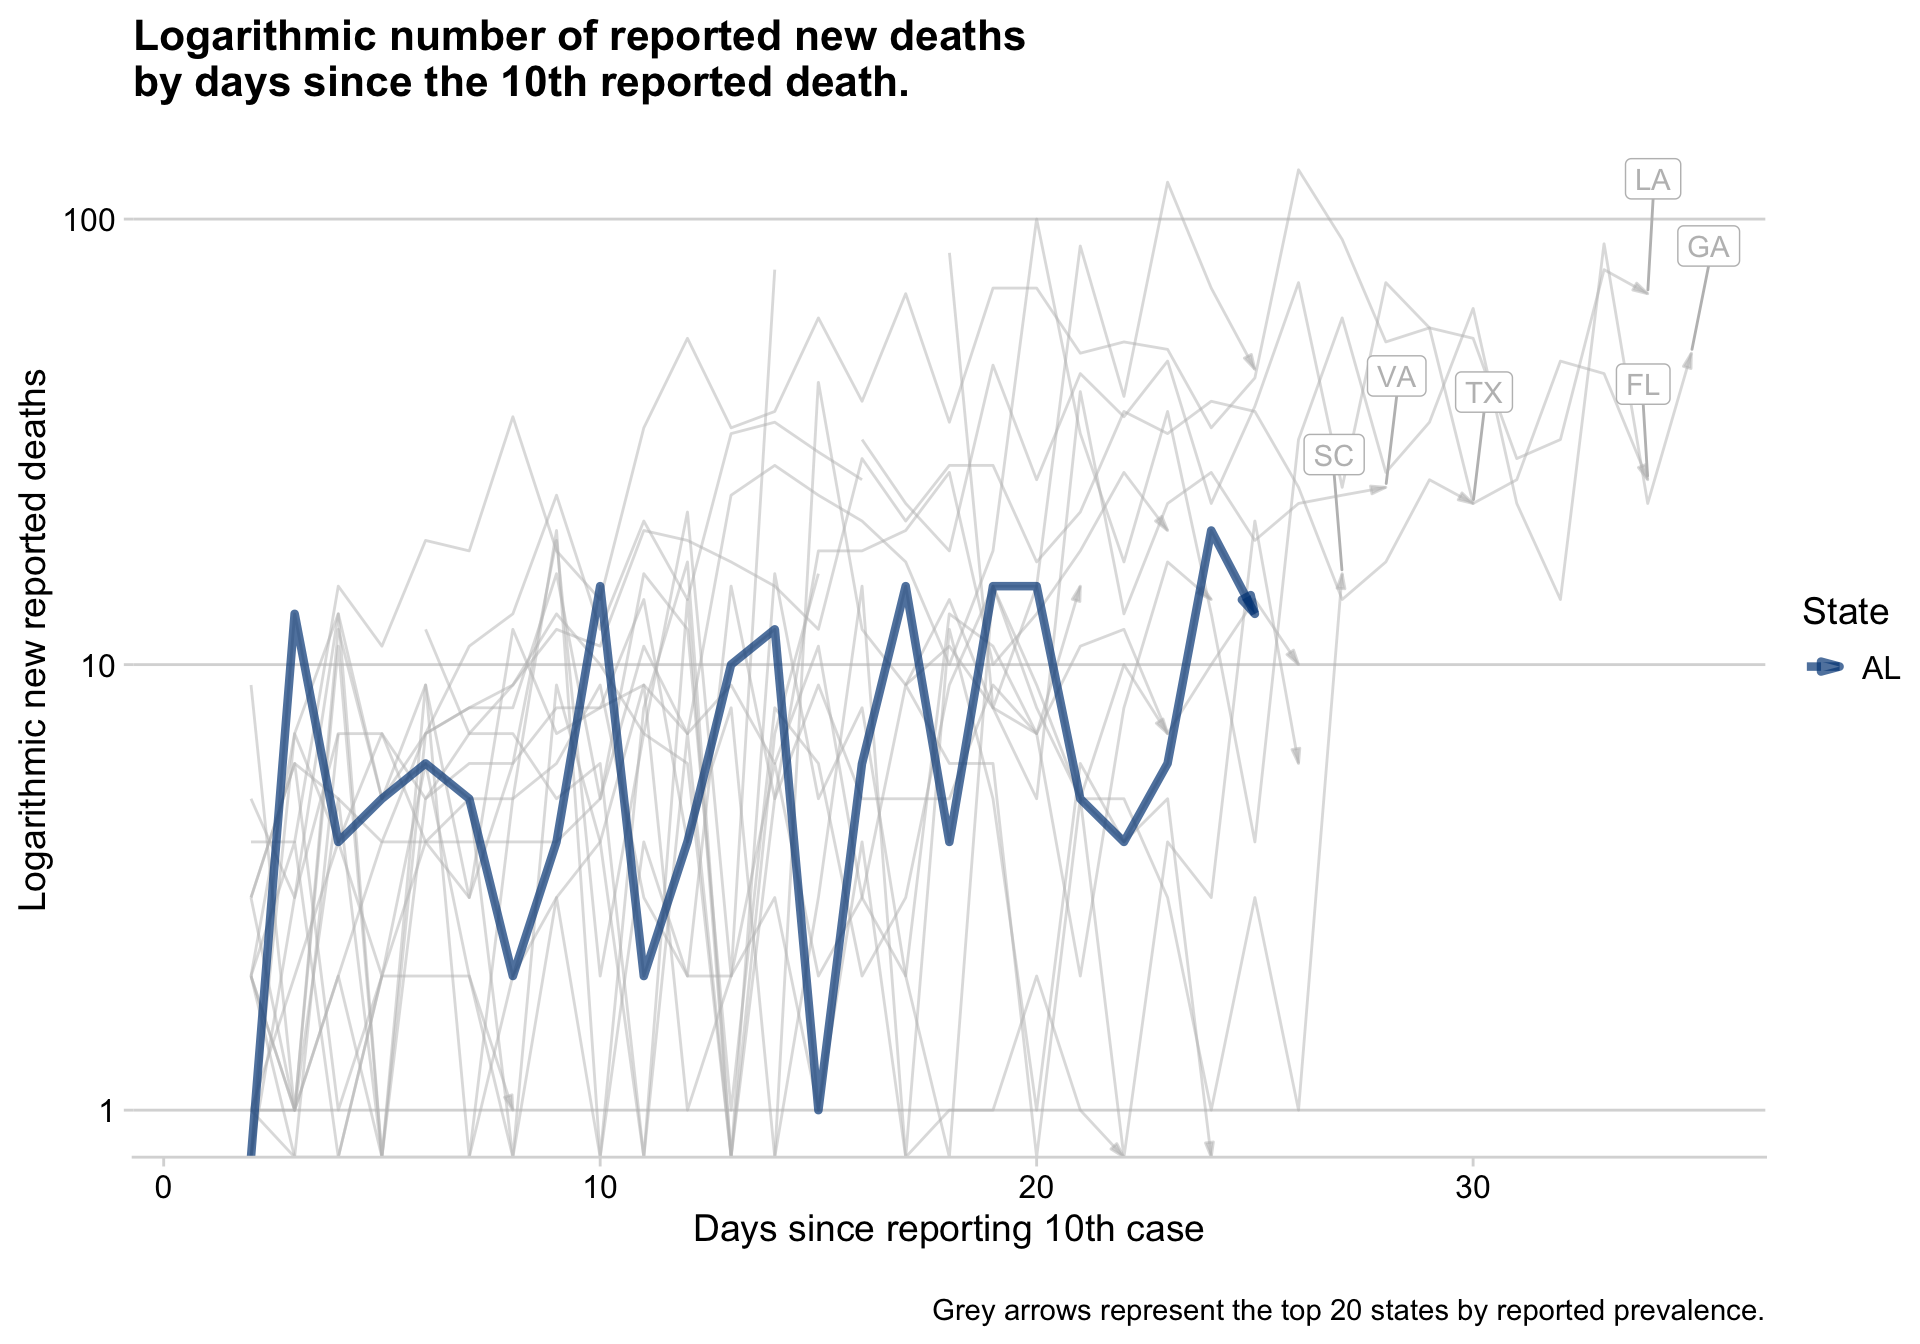 Logarithmic number of reported new deaths
by days since the 10th reported death.
Logarithmic new reported deaths
100
10
1
LA
GA
VA
TX
FL
SC
State
AL
0
10
20
30
Days since reporting 10th case
Grey arrows represent the top 20 states by reported prevalence.